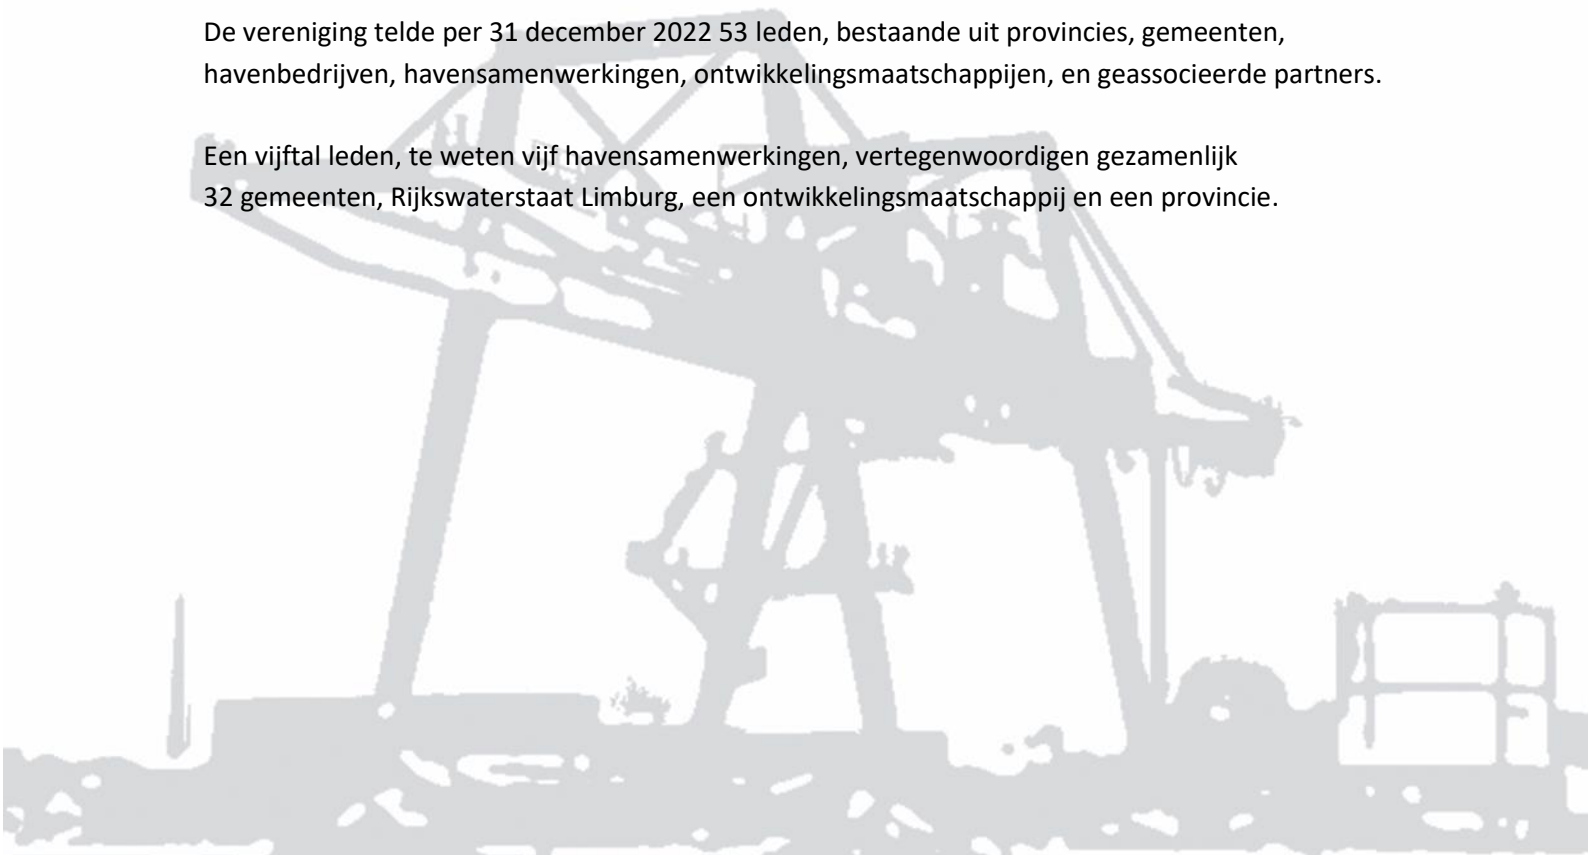 De vereniging telde per 31 december 2022 53 leden, bestaande uit provincies, gemeenten,
havenbedrijven, havensamenwerkingen, ontwikkelingsmaatschappijen, en geassocieerde partners.
Een vijftal leden, te weten vijf havensamenwerkingen, vertegenwoordigen gezamenlijk
32 gemeenten, Rijkswaterstaat Limburg, een ontwikkelingsmaatschappij en een provincie.